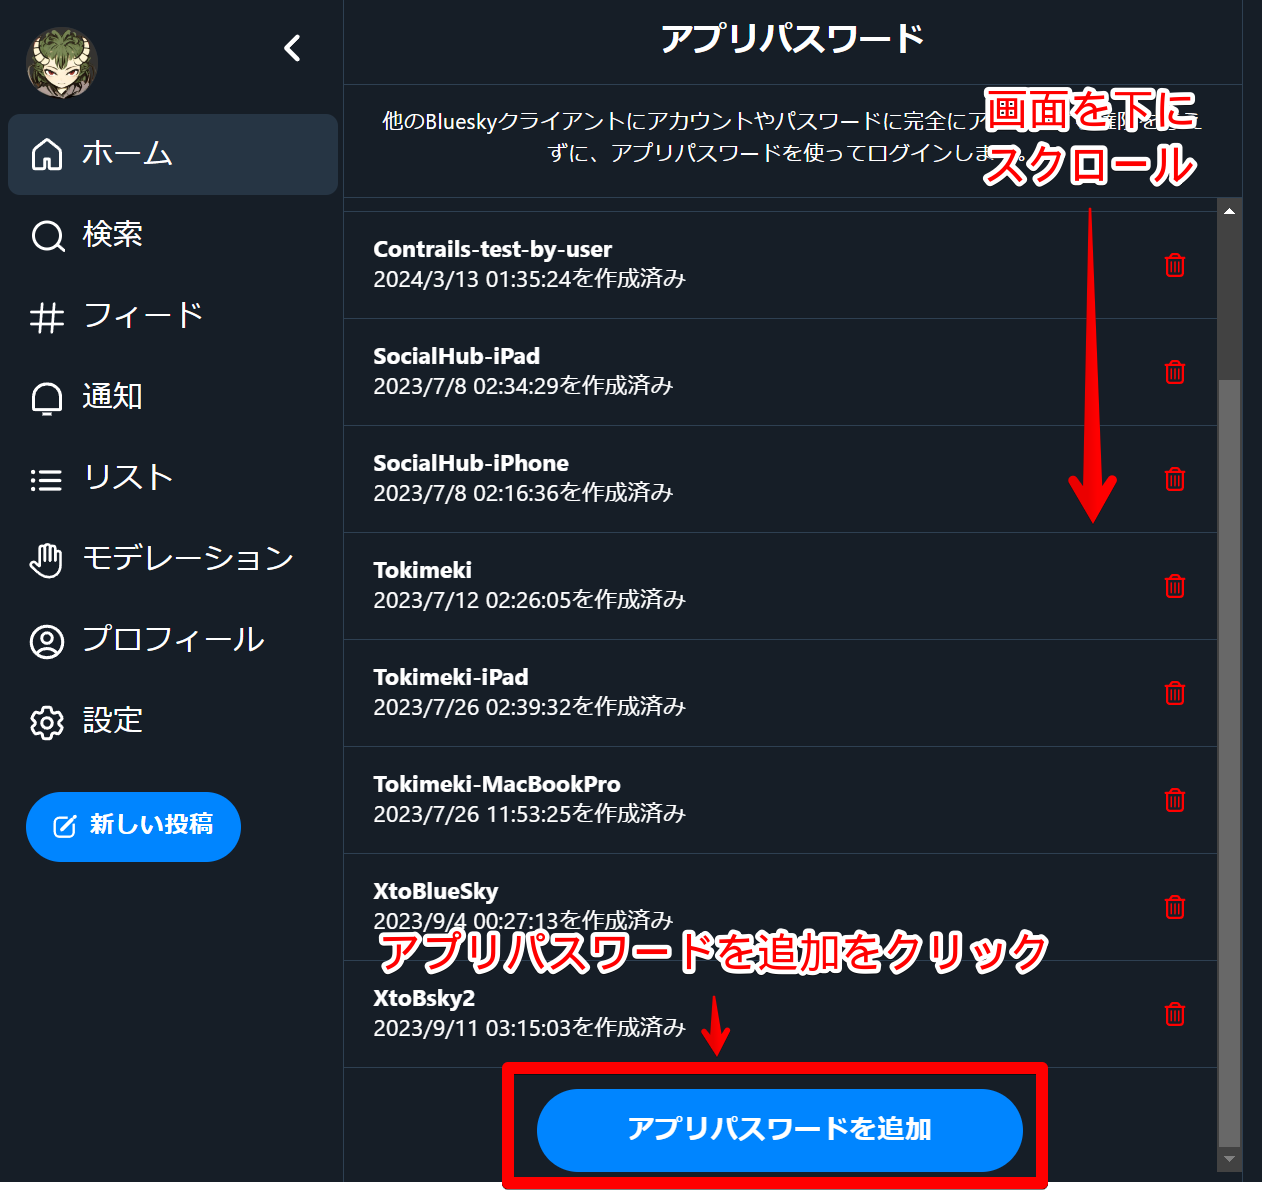 アプリパスワード
他のBlueskyクライアントにアカウントやパスワードに完全にア
ずに、アプリパスワードを使ってログインしま
画面を下に
スクロール
ホーム
検索
フィード
通知
リスト
モデレーション
プロフィール
設定
新しい投稿
Contrails-test-by-user
2024/3/13 01:35:24を作成済み
SocialHub-iPad
2023/7/8 02:34:29を作成済み
SocialHub-iPhone
2023/7/8 02:16:36を作成済み
Tokimeki
2023/7/12 02:26:05を作成済み
Tokimeki-iPad
2023/7/26 02:39:32を作成済み
Tokimeki-MacBookPro
2023/7/26 11:53:25を作成済み
XtoBlueSky
2023/9/4 00:27:13を作成済み
アプリパスワードを追加をクリック
XtoBsky2
2023/9/11 03:15:03を作成済み
アプリパスワードを追加